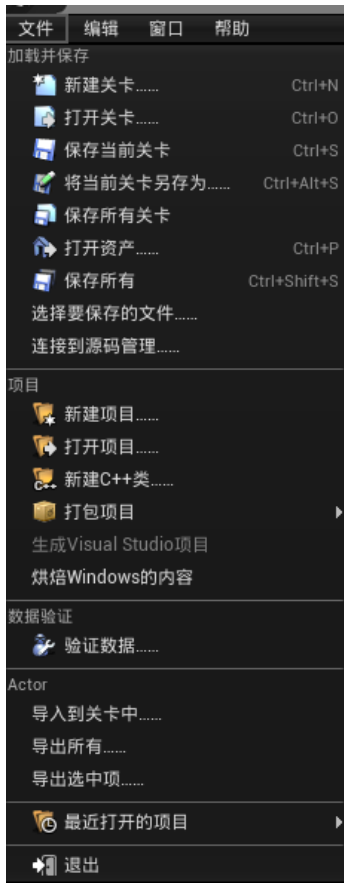 文件 编辑 窗口 帮助
加载并保存
新建关卡…… Ctrl+N
打开关卡…… Ctrl+O
保存当前关卡 Ctrl+S
将当前关卡另存为…… Ctrl+Alt+S
保存所有关卡
打开资产…… Ctrl+P
保存所有 Ctrl+Shift+S
选择要保存的文件……
连接到源码管理……
项目
新建项目……
打开项目……
新建C++类……
打包项目
生成Visual Studio项目
烘焙Windows的内容
数据验证
验证数据……
Actor
导入到关卡中……
导出所有……
导出选中项……
最近打开的项目
退出